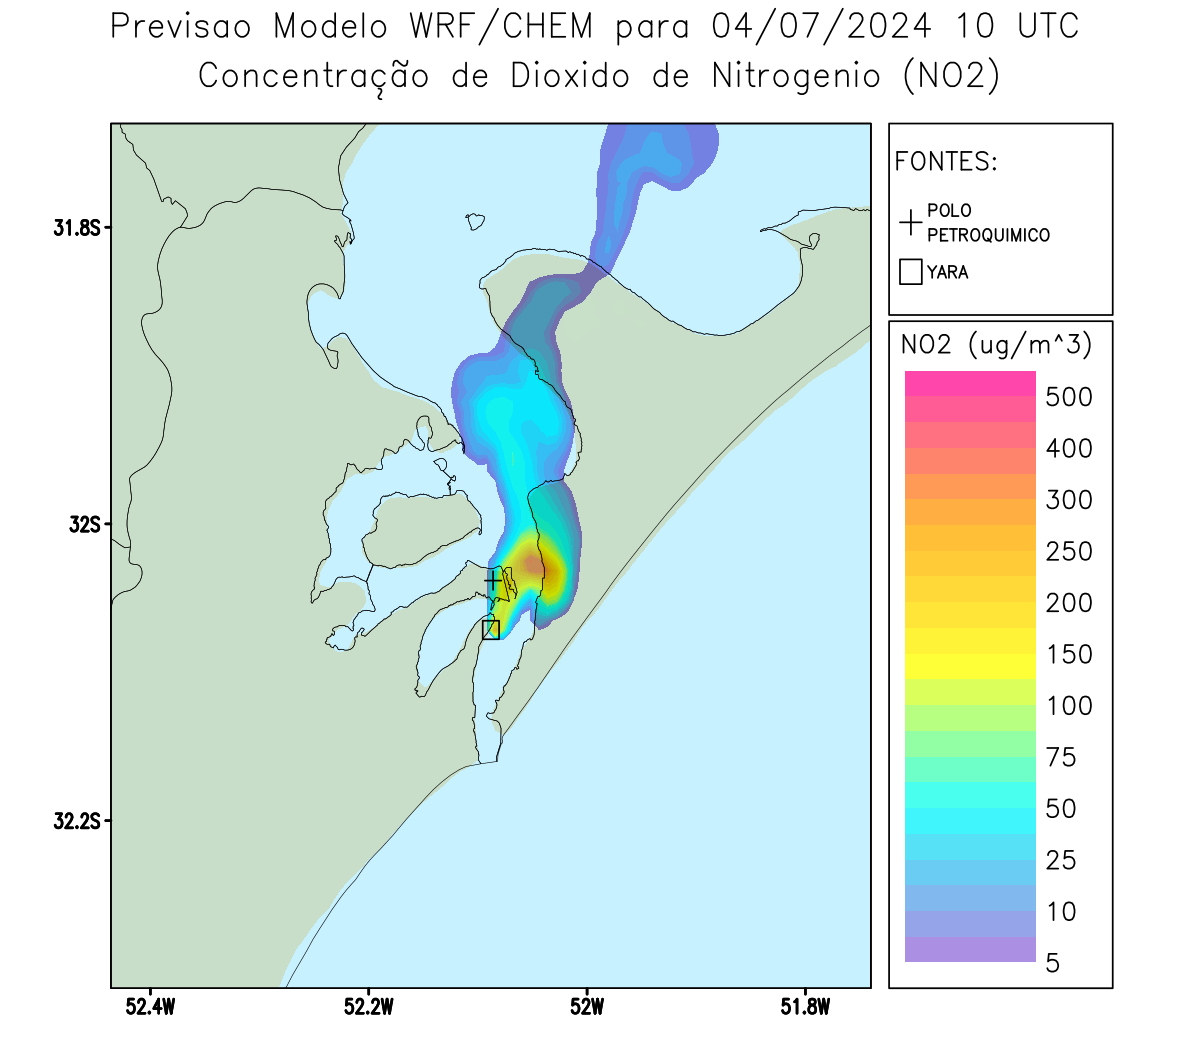 Previsao Modelo WRF/CHEM para 04/07/2024 10 UTC
Concentração de Dioxido de Nitrogenio (NO2)
31.8S
32S
32.2S
52.4W
52.2W
52W
51.8W
FONTES:
POLO
PETROQUIMICO
YARA
NO2 (ug/m^3)
500
400
300
250
200
150
100
75
50
25
10
5